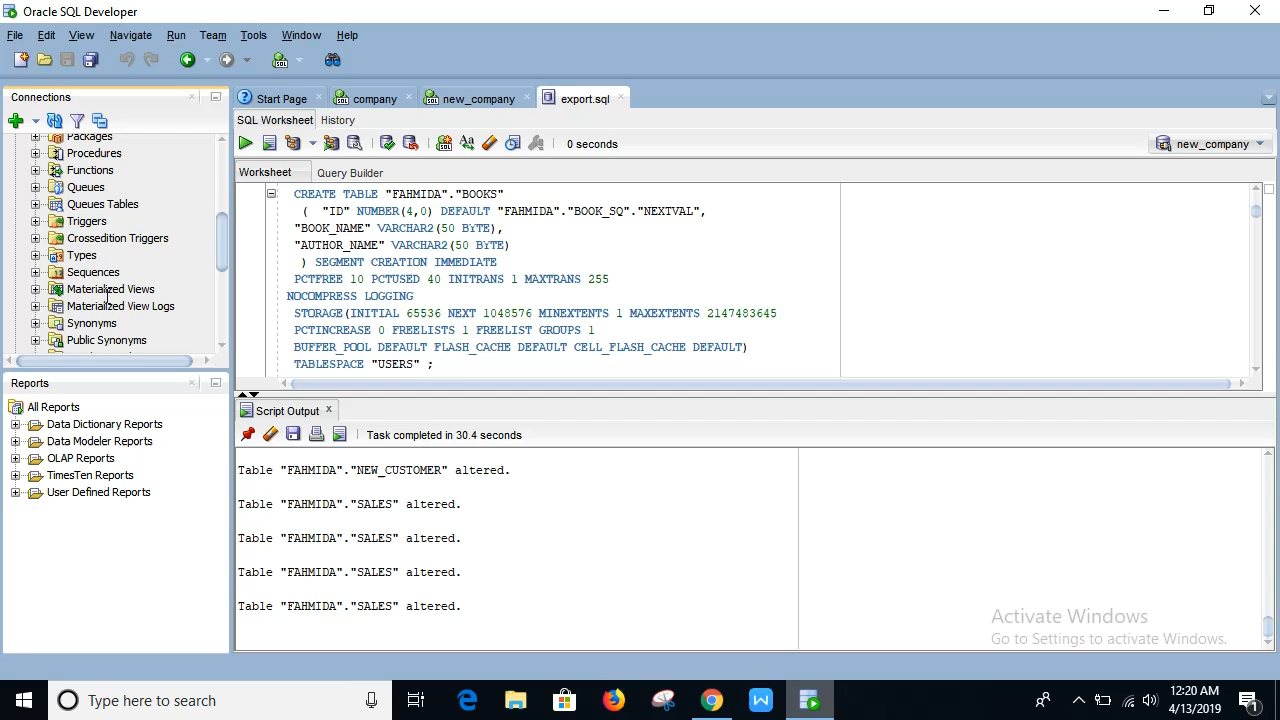 Oracle SQL Developer
File Edit View Navigate Run Team Tools Window Help
Connections
Start Page
company
new_company
export.sql
SQL Worksheet
History
0 seconds
new_company
Worksheet
Query Builder
Packages
Procedures
Functions
Queues
Queues Tables
Triggers
Crossedition Triggers
Types
Sequences
Materialized Views
Materialized View Logs
Synonyms
Public Synonyms
CREATE TABLE "FAHMIDA"."BOOKS"
( "ID" NUMBER(4,0) DEFAULT "FAHMIDA"."BOOK_SQ"."NEXTVAL",
"BOOK_NAME" VARCHAR2(50 BYTE),
"AUTHOR_NAME" VARCHAR2(50 BYTE)
) SEGMENT CREATION IMMEDIATE
PCTFREE 10 PCTUSED 40 INITRANS 1 MAXTRANS 255
NOCOMPRESS LOGGING
STORAGE(INITIAL 65536 NEXT 1048576 MINEXTENTS 1 MAXEXTENTS 2147483645
PCTINCREASE 0 FREELISTS 1 FREELIST GROUPS 1
BUFFER_POOL DEFAULT FLASH_CACHE DEFAULT CELL_FLASH_CACHE DEFAULT)
TABLESPACE "USERS" ;
Reports
All Reports
Data Dictionary Reports
Data Modeler Reports
OLAP Reports
TimesTen Reports
User Defined Reports
Script Output
Task completed in 30.4 seconds
Table "FAHMIDA"."NEW_CUSTOMER" altered.
Table "FAHMIDA"."SALES" altered.
Table "FAHMIDA"."SALES" altered.
Table "FAHMIDA"."SALES" altered.
Table "FAHMIDA"."SALES" altered.
Activate Windows
Go to Settings to activate Windows.
Type here to search
12:20 AM
4/13/2019